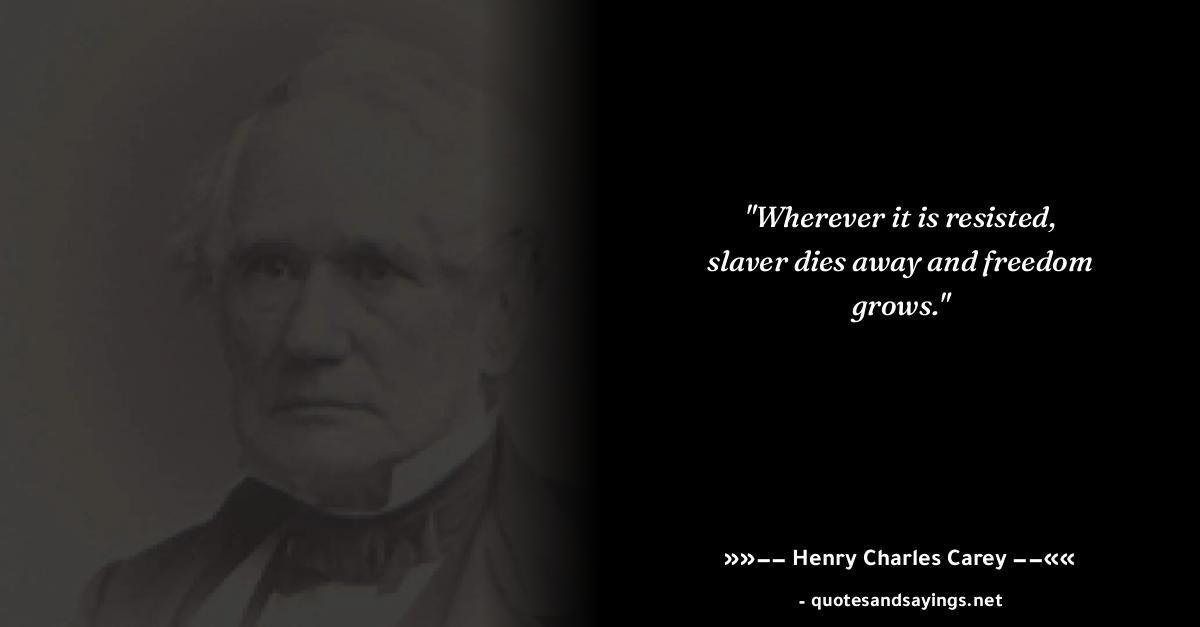 "Wherever it is resisted,
slaver dies away and freedom
grows."
»»—— Henry Charles Carey ——««
- quotesandsayings.net